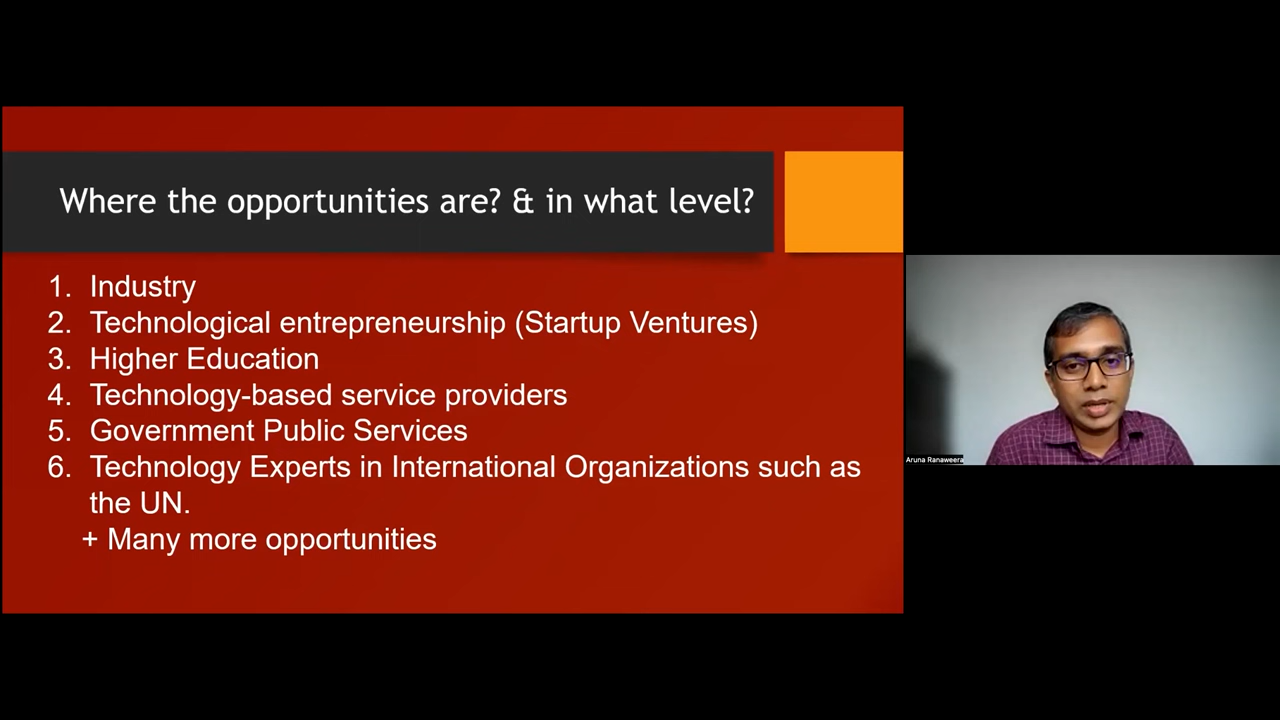 Where the opportunities are? & in what level?
1. Industry
2. Technological entrepreneurship (Startup Ventures)
3. Higher Education
4. Technology-based service providers
5. Government Public Services
6. Technology Experts in International Organizations such as
the UN.
+ Many more opportunities
Aruna Ranaweera